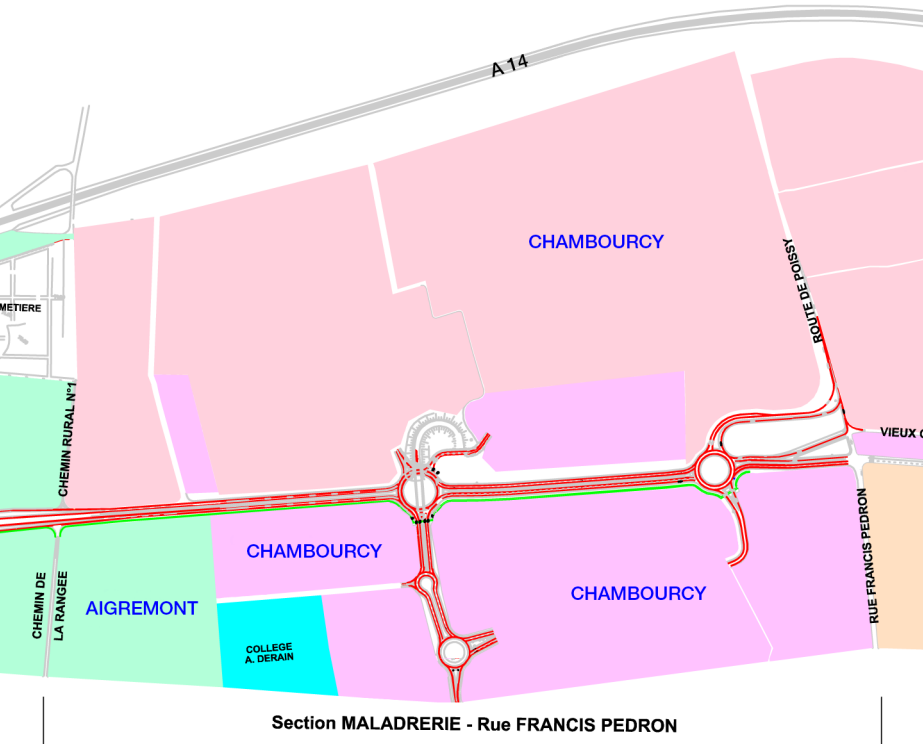 A 14
CHAMBOURCY
ROUTE DE POISSY
METIERE
CHEMIN RURAL N°1
VIEUX C
CHAMBOURCY
RUE FRANCIS PEDRON
CHAMBOURCY
AIGREMONT
CHEMIN DE
LA RANGEE
COLLEGE
A. DERAIN
Section MALADRERIE - Rue FRANCIS PEDRON